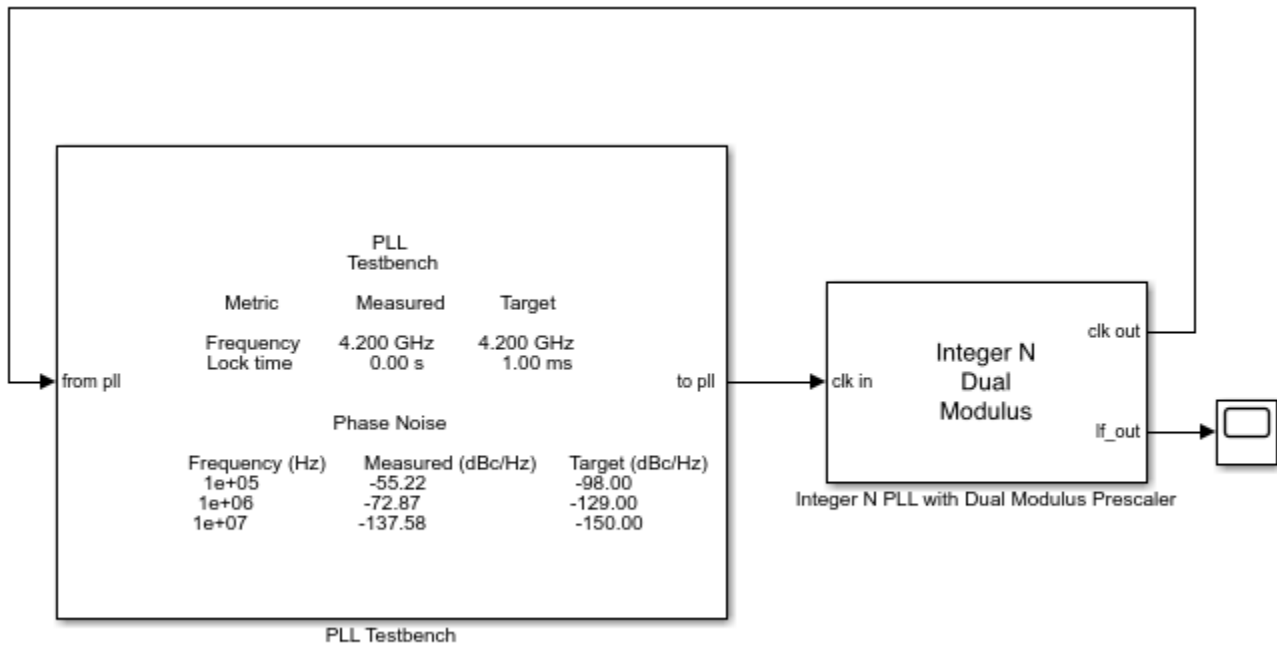 PLL
Testbench
Metric Measured Target
Frequency 4.200 GHz 4.200 GHz
Lock time 0.00 s 1.00 ms
from pll
to pll
Phase Noise
Frequency (Hz) Measured (dBc/Hz) Target (dBc/Hz)
1e+05 -55.22 -98.00
1e+06 -72.87 -129.00
1e+07 -137.58 -150.00
PLL Testbench
clk in
Integer N
Dual
Modulus
clk out
lf_out
Integer N PLL with Dual Modulus Prescaler